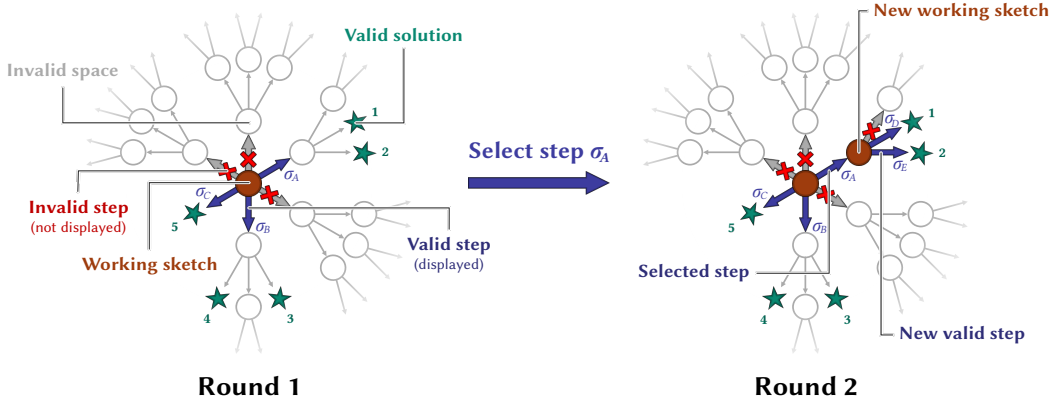 New working sketch
Valid solution
Invalid space
1
2
σA
σC
σB
5
4
3
Invalid step
(not displayed)
Working sketch
Valid step
(displayed)
Round 1
Select step σA
1
2
σD
σE
σA
σC
σB
5
4
3
Selected step
New valid step
Round 2